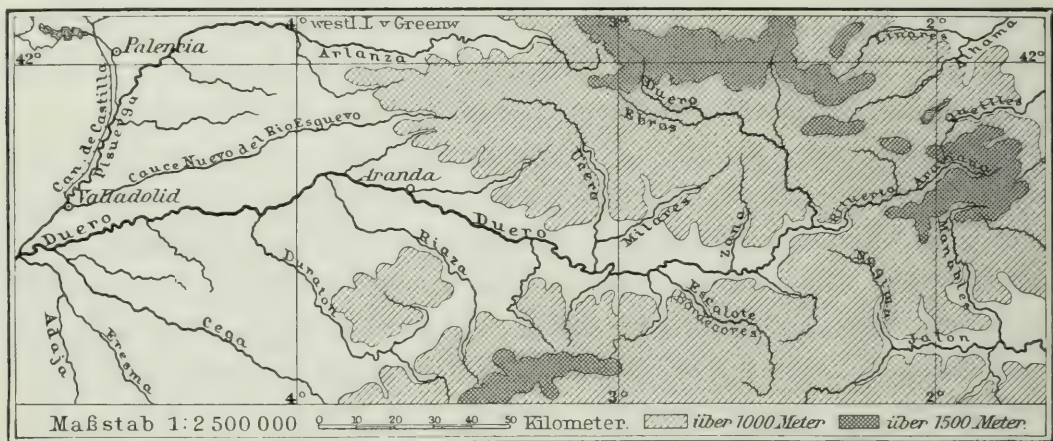 4° westl. L. v. Greenw. 3° 2°
Palencia
42° 42°
Arlanza
Linares
Alhama
Can. de Castilla
Pisuerga
Duero
Ebros
Queilles
Cauce Nuevo del Rio Esguevo
Ucero
Aranda
Valladolid
Rituerto
Araviana
Duero
Duero
Milares
Zana
Riaza
Duraton
Manubles
Nagima
Escalote
Bordecores
Adaja
Eresma
Cega
Jalon
4° 3° 2°
Maßstab 1:2 500 000 0 10 20 30 40 50 Kilometer. über 1000 Meter über 1500 Meter.